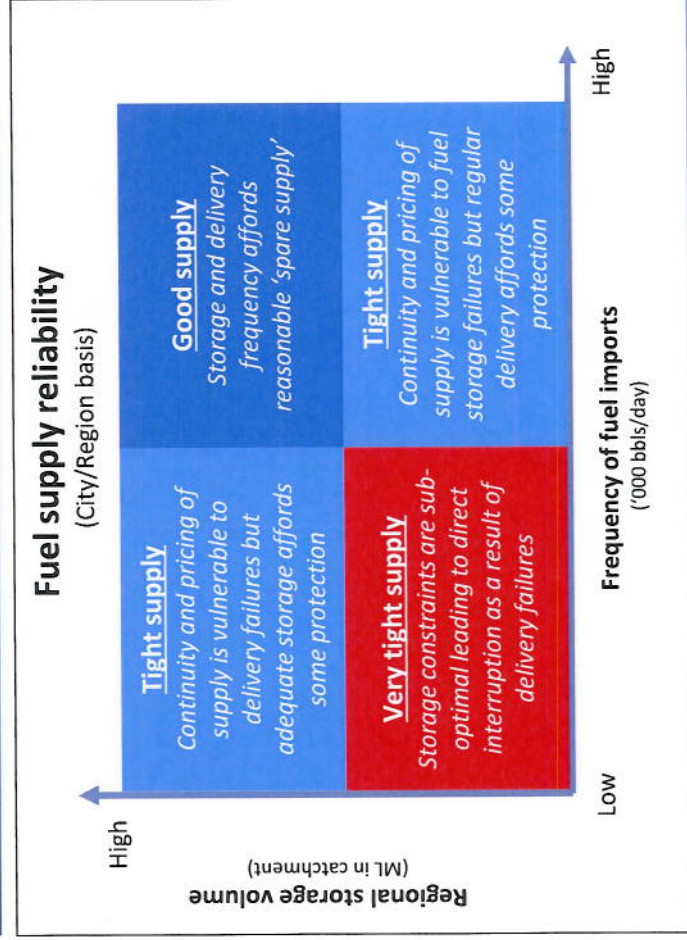 Fuel supply reliability
(City/Region basis)
High
Regional storage volume
(ML in catchment)
Tight supply
Continuity and pricing of
supply is vulnerable to
delivery failures but
adequate storage affords
some protection
Good supply
Storage and delivery
frequency affords
reasonable 'spare supply'
Very tight supply
Storage constraints are sub-
optimal leading to direct
interruption as a result of
delivery failures
Tight supply
Continuity and pricing of
supply is vulnerable to fuel
storage failures but regular
delivery affords some
protection
Low
Frequency of fuel imports
('000 bbls/day)
High